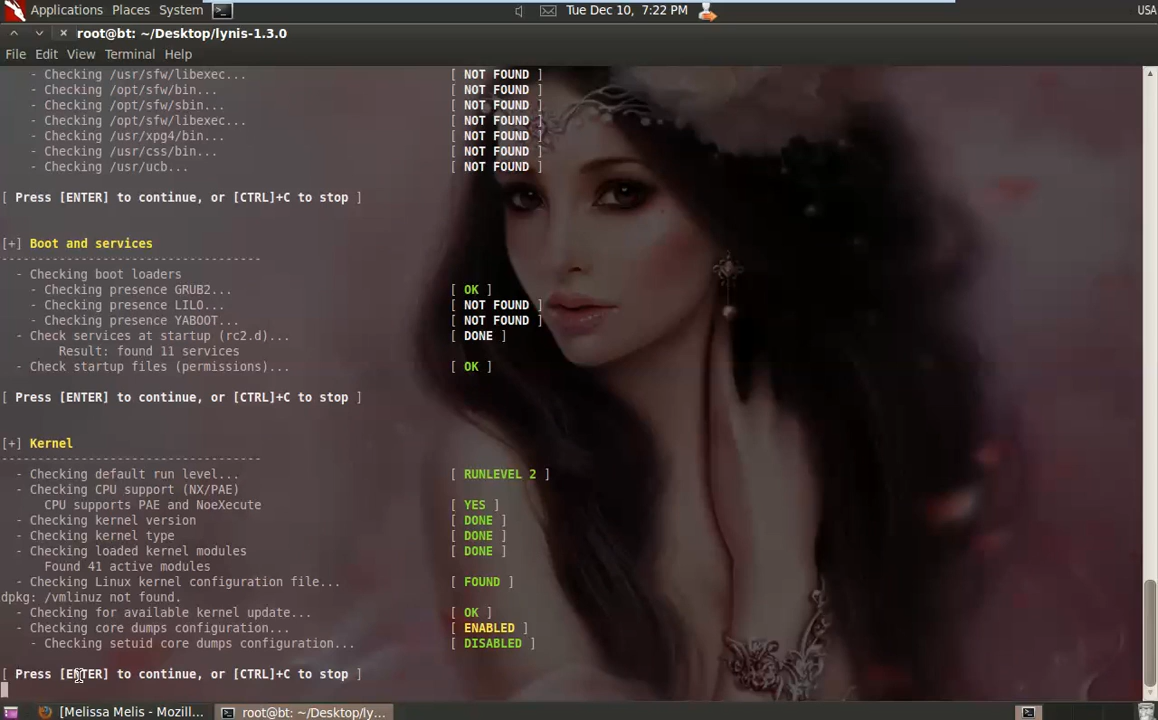 Applications Places System Tue Dec 10, 7:22 PM USA
root@bt: ~/Desktop/lynis-1.3.0
File Edit View Terminal Help
- Checking /usr/sfw/libexec... [ NOT FOUND ]
- Checking /opt/sfw/bin... [ NOT FOUND ]
- Checking /opt/sfw/sbin... [ NOT FOUND ]
- Checking /opt/sfw/libexec... [ NOT FOUND ]
- Checking /usr/xpg4/bin... [ NOT FOUND ]
- Checking /usr/css/bin... [ NOT FOUND ]
- Checking /usr/ucb... [ NOT FOUND ]
[ Press [ENTER] to continue, or [CTRL]+C to stop ]
[+] Boot and services
------------------------------------
- Checking boot loaders
- Checking presence GRUB2... [ OK ]
- Checking presence LILO... [ NOT FOUND ]
- Checking presence YABOOT... [ NOT FOUND ]
- Check services at startup (rc2.d)... [ DONE ]
Result: found 11 services
- Check startup files (permissions)... [ OK ]
[ Press [ENTER] to continue, or [CTRL]+C to stop ]
[+] Kernel
------------------------------------
- Checking default run level... [ RUNLEVEL 2 ]
- Checking CPU support (NX/PAE)
CPU supports PAE and NoeXecute [ YES ]
- Checking kernel version [ DONE ]
- Checking kernel type [ DONE ]
- Checking loaded kernel modules [ DONE ]
Found 41 active modules
- Checking Linux kernel configuration file... [ FOUND ]
dpkg: /vmlinuz not found.
- Checking for available kernel update... [ OK ]
- Checking core dumps configuration... [ ENABLED ]
- Checking setuid core dumps configuration... [ DISABLED ]
[ Press [ENTER] to continue, or [CTRL]+C to stop ]
[Melissa Melis - Mozill... root@bt: ~/Desktop/ly...